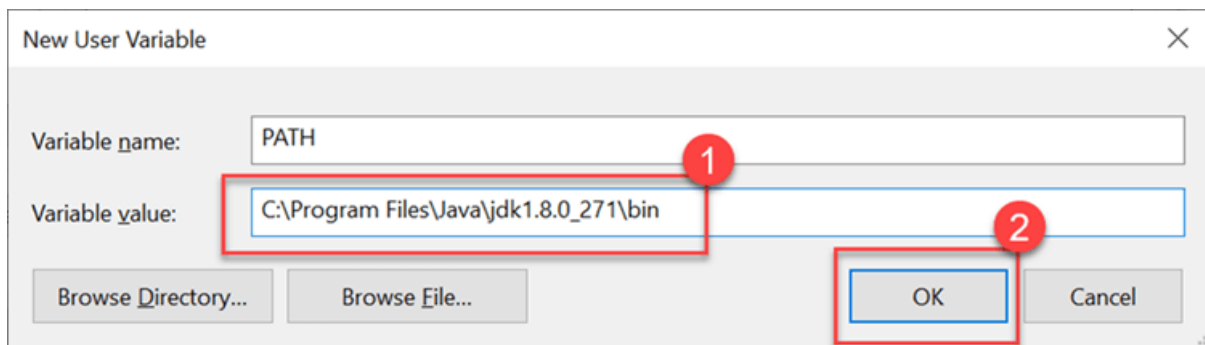 New User Variable
Variable name: PATH
1
Variable value: C:\Program Files\Java\jdk1.8.0_271\bin
2
Browse Directory... Browse File... OK Cancel